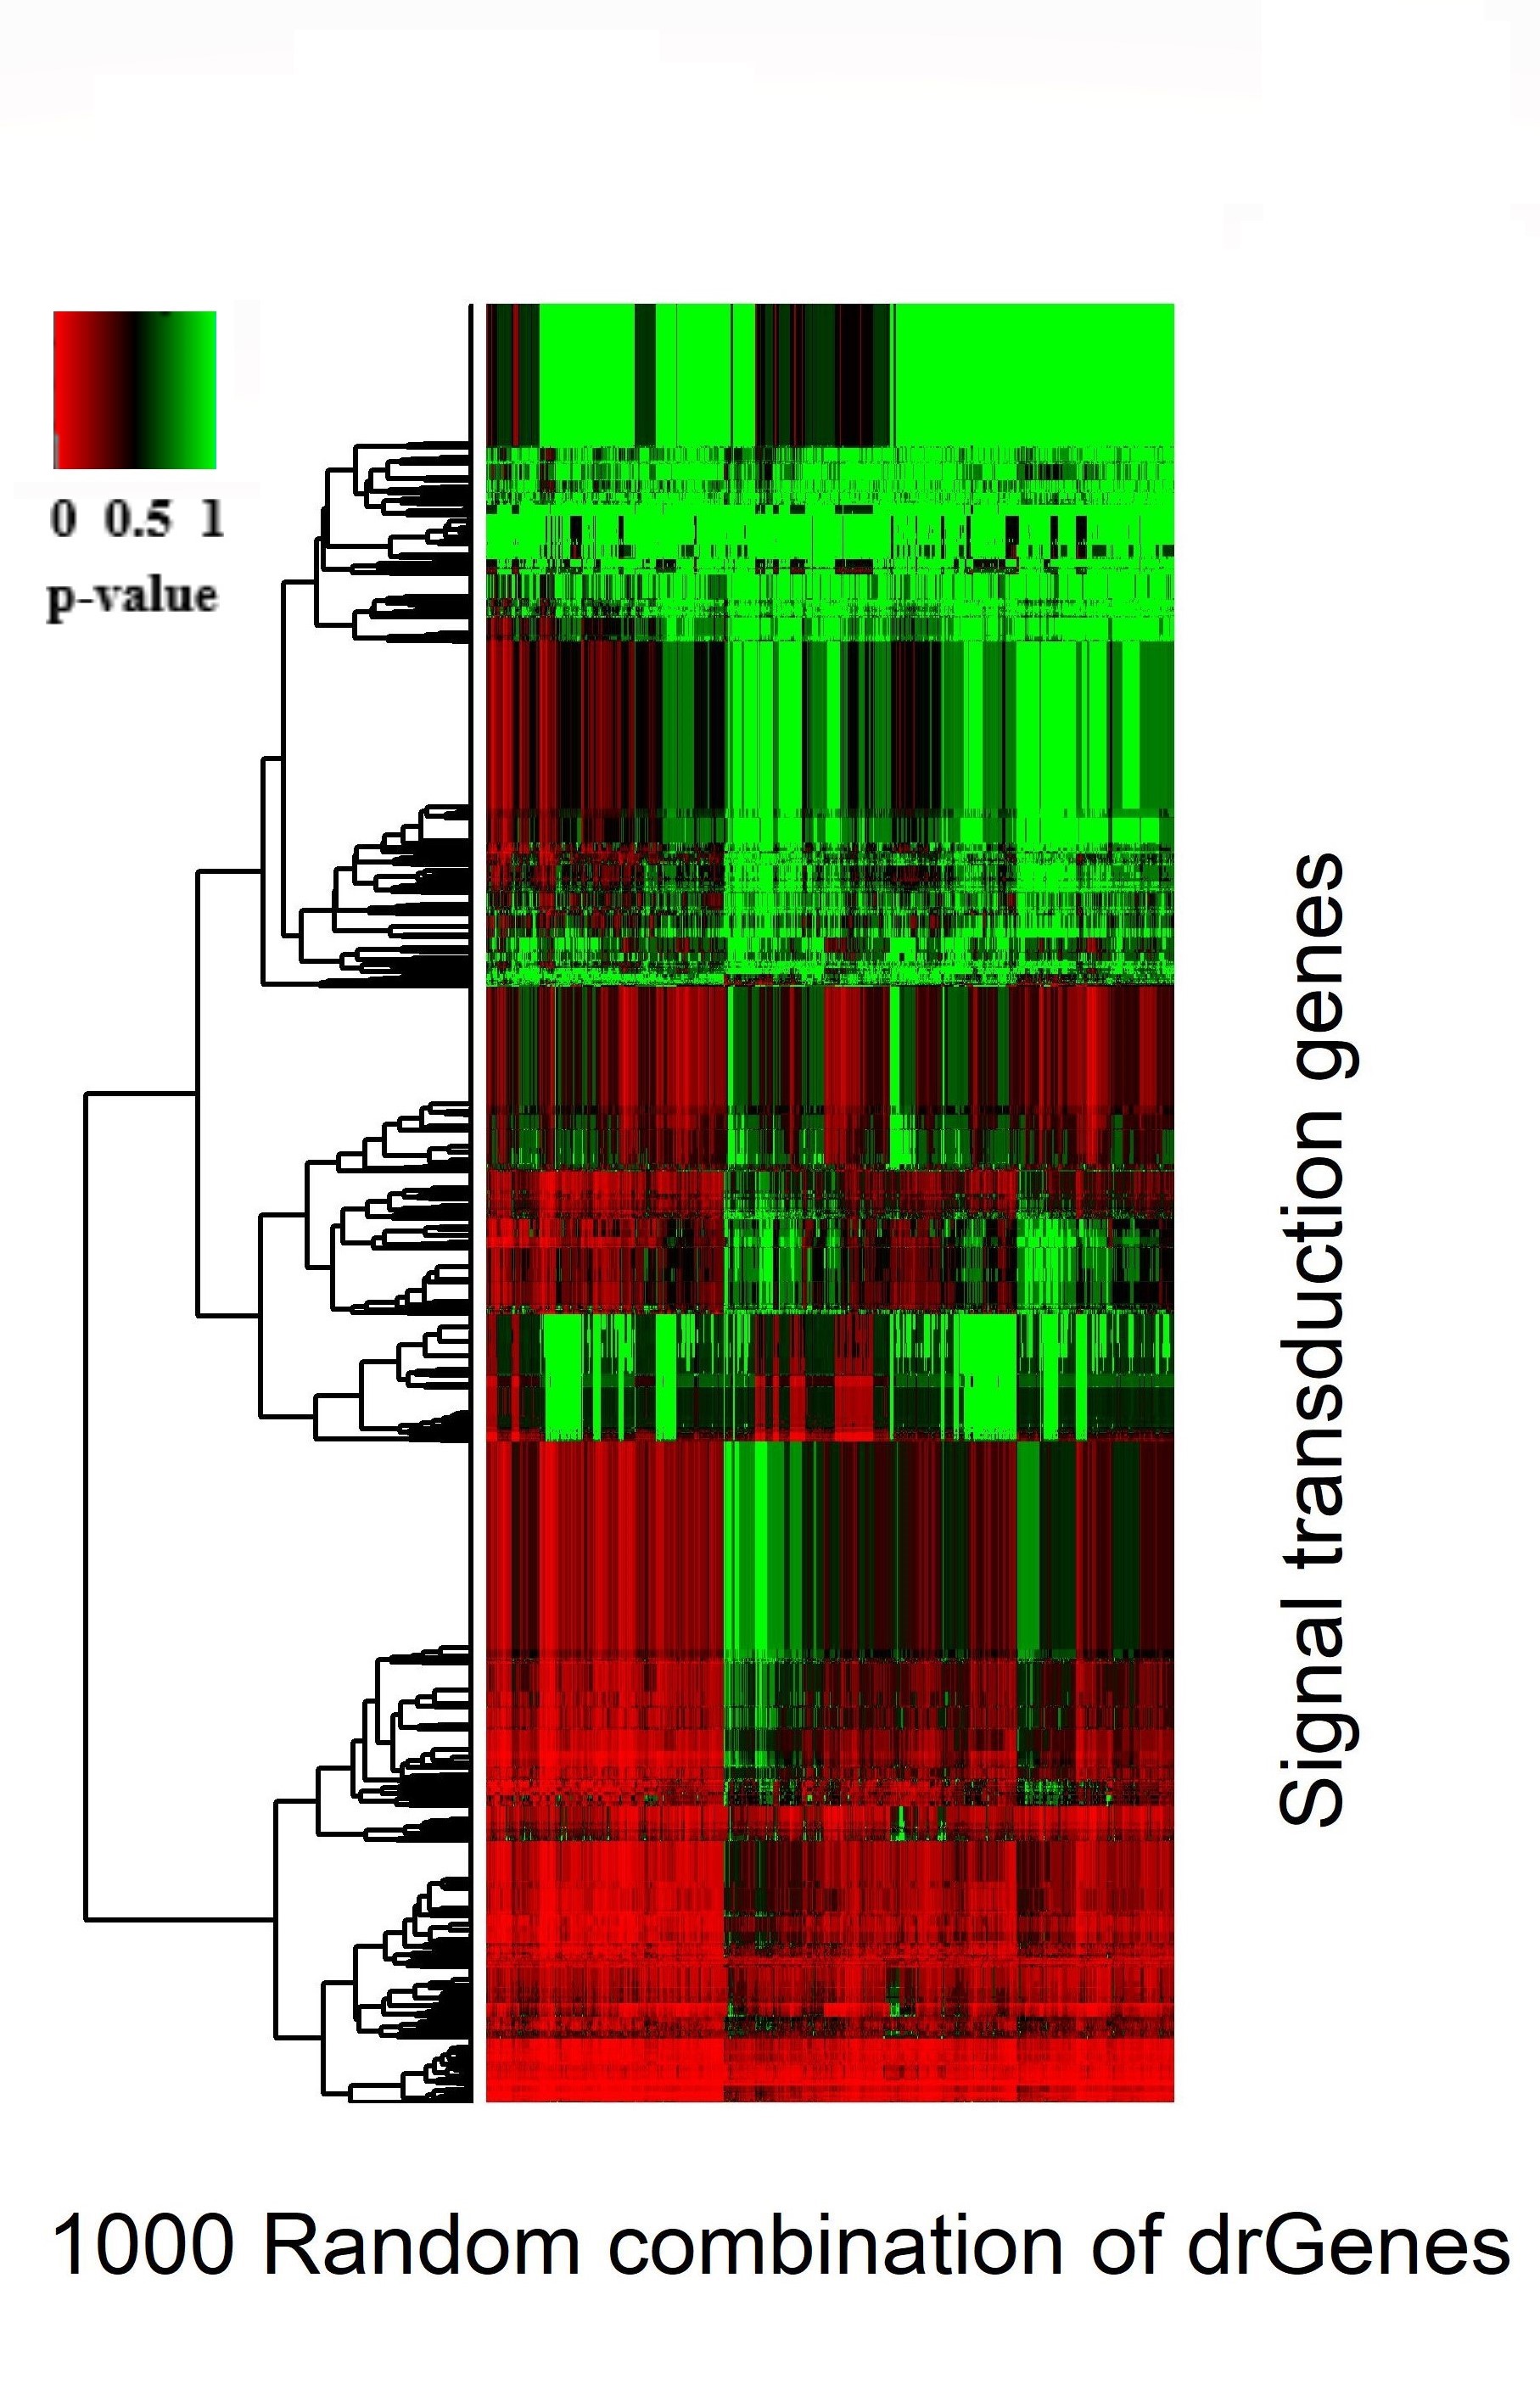 0 0.5 1
p-value
Signal transduction genes
1000 Random combination of drGenes